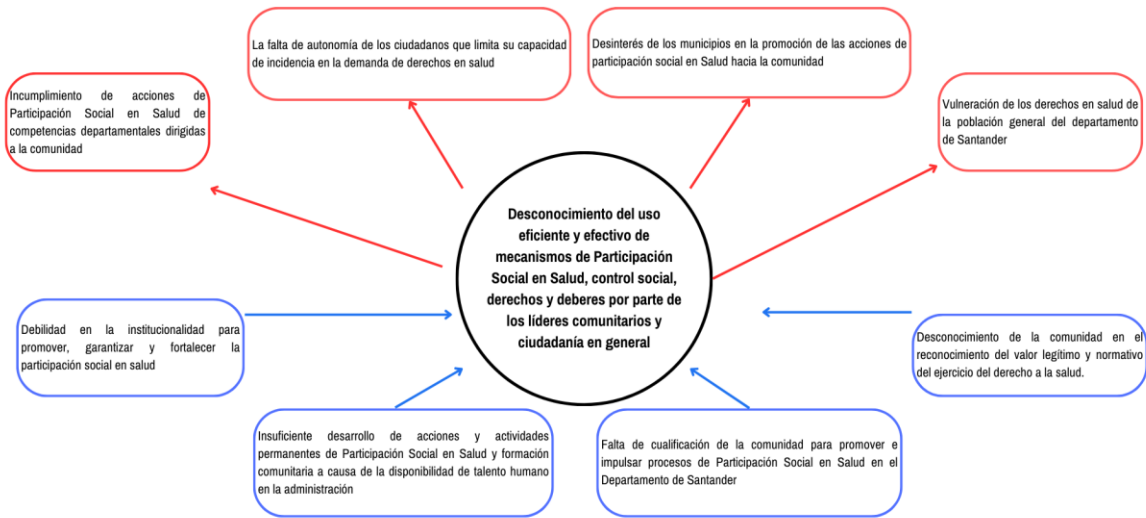 La falta de autonomía de los ciudadanos que limita su capacidad
de incidencia en la demanda de derechos en salud
Desinterés de los municipios en la promoción de las acciones de
participación social en Salud hacia la comunidad
Incumplimiento de acciones de
Participación Social en Salud de
competencias departamentales dirigidas
a la comunidad
Vulneración de los derechos en salud de
la población general del departamento
de Santander
Desconocimiento del uso
eficiente y efectivo de
mecanismos de Participación
Social en Salud, control social,
derechos y deberes por parte de
los líderes comunitarios y
ciudadanía en general
Debilidad en la institucionalidad para
promover, garantizar y fortalecer la
participación social en salud
Desconocimiento de la comunidad en el
reconocimiento del valor legítimo y normativo
del ejercicio del derecho a la salud.
Insuficiente desarrollo de acciones y actividades
permanentes de Participación Social en Salud y formación
comunitaria a causa de la disponibilidad de talento humano
en la administración
Falta de cualificación de la comunidad para promover e
impulsar procesos de Participación Social en Salud en el
Departamento de Santander